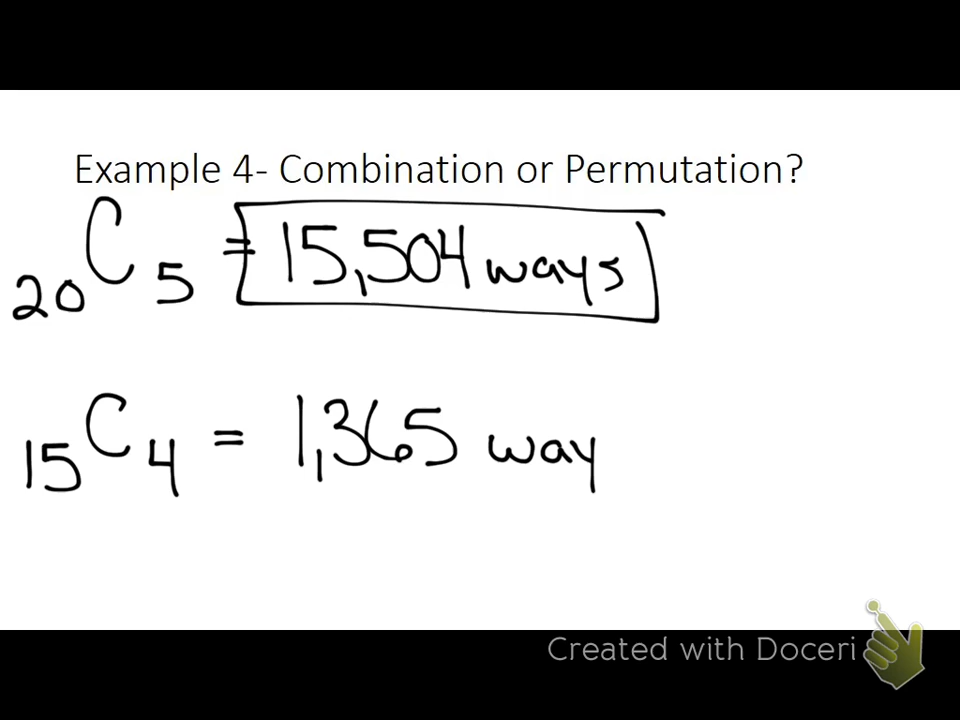 Example 4- Combination or Permutation?
20C5 = 15,504 ways
15C4 = 1,365 way
Created with Doceri